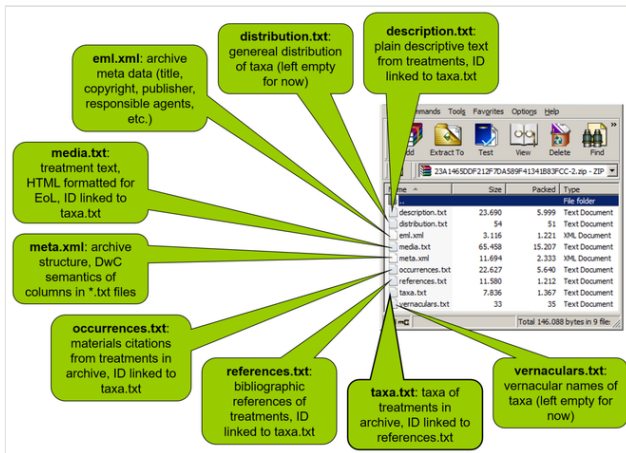 distribution.txt:
genereal distribution
of taxa (left empty
for now)
description.txt:
plain descriptive text
from treatments, ID
linked to taxa.txt
eml.xml: archive
meta data (title,
copyright, publisher,
responsible agents,
etc.)
media.txt:
treatment text,
HTML formatted for
EoL, ID linked to
taxa.txt
meta.xml: archive
structure, DwC
semantics of
columns in *.txt files
occurrences.txt:
materials citations
from treatments in
archive, ID linked to
taxa.txt
references.txt:
bibliographic
references of
treatments, ID
linked to taxa.txt
taxa.txt: taxa of
treatments in
archive, ID linked to
references.txt
vernaculars.txt:
vernacular names of
taxa (left empty for
now)
Tools Favorites Options Help
Extract To Test View Delete Find
23A1465DDF212F7DA589F41341B83FCC-2.zip - ZIP
Size Packed Type
.. File folder
description.txt 23.690 5.999 Text Document
distribution.txt 54 51 Text Document
eml.xml 3.116 1.221 XML Document
media.txt 65.458 15.207 Text Document
meta.xml 11.694 2.333 XML Document
occurrences.txt 22.627 5.640 Text Document
references.txt 11.580 1.212 Text Document
taxa.txt 7.836 1.367 Text Document
vernaculars.txt 33 35 Text Document
Total 146.088 bytes in 9 files